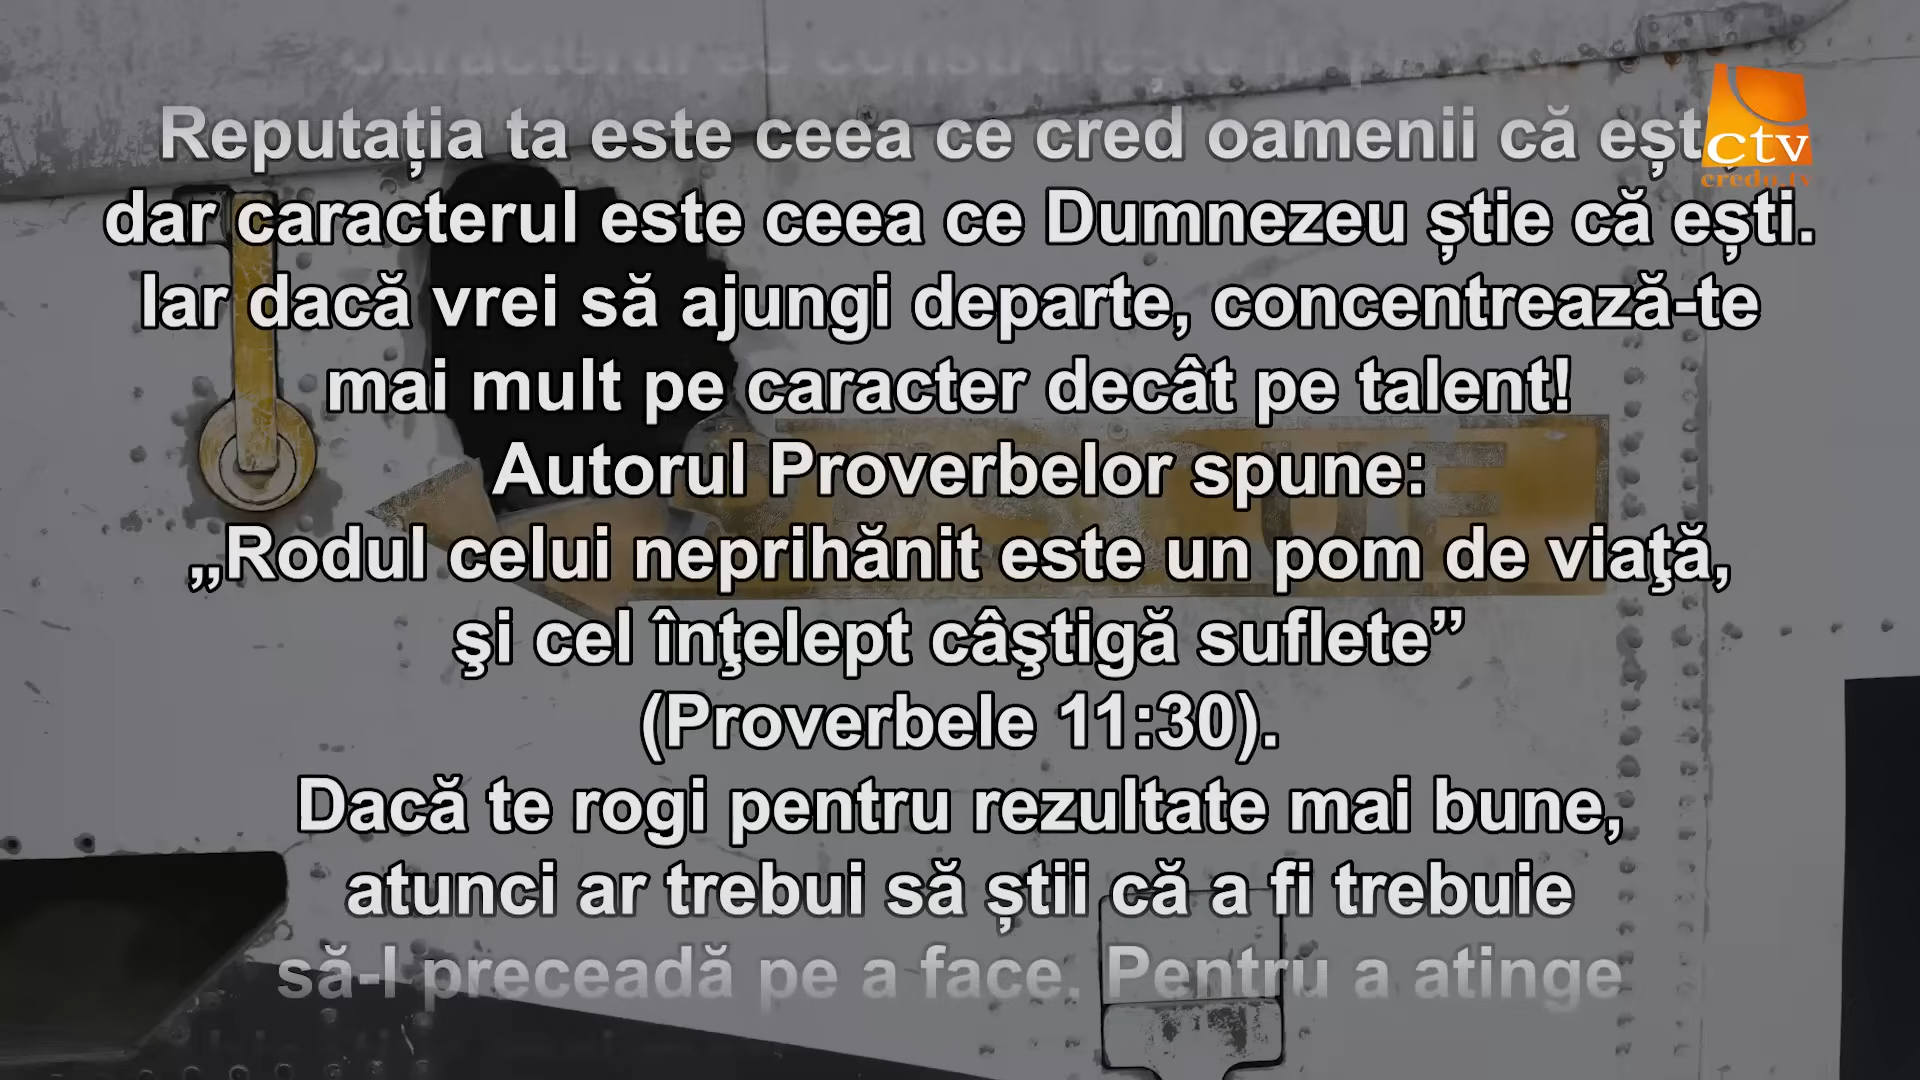 Reputația ta este ceea ce cred oamenii că
dar caracterul este ceea ce Dumnezeu știe că ești.
Iar dacă vrei să ajungi departe, concentrează-te
mai mult pe caracter decât pe talent!
Autorul Proverbelor spune:
„Rodul celui neprihănit este un pom de viaţă,
şi cel înţelept câştigă suflete”
(Proverbele 11:30).
Dacă te rogi pentru rezultate mai bune,
atunci ar trebui să știi că a fi trebuie
să-l preceadă pe a face. Pentru a atinge
ctv
credo.tv